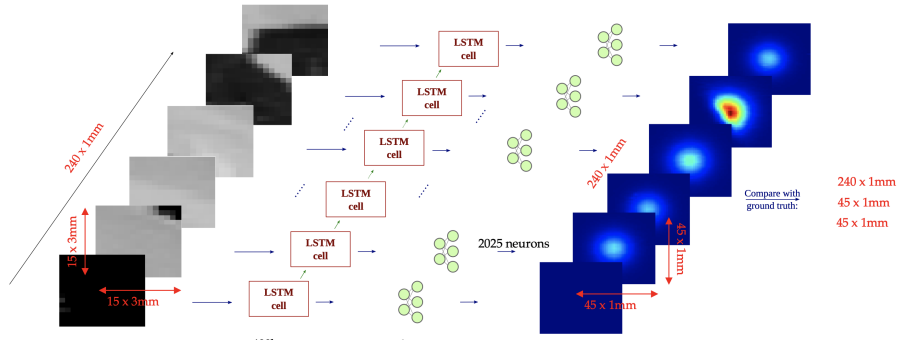 LSTM
cell
LSTM
cell
LSTM
cell
LSTM
cell
LSTM
cell
LSTM
cell
240 x 1mm
15 x 3mm
15 x 3mm
2025 neurons
240 x 1mm
45 x 1mm
45 x 1mm
Compare with
ground truth:
240 x 1mm
45 x 1mm
45 x 1mm